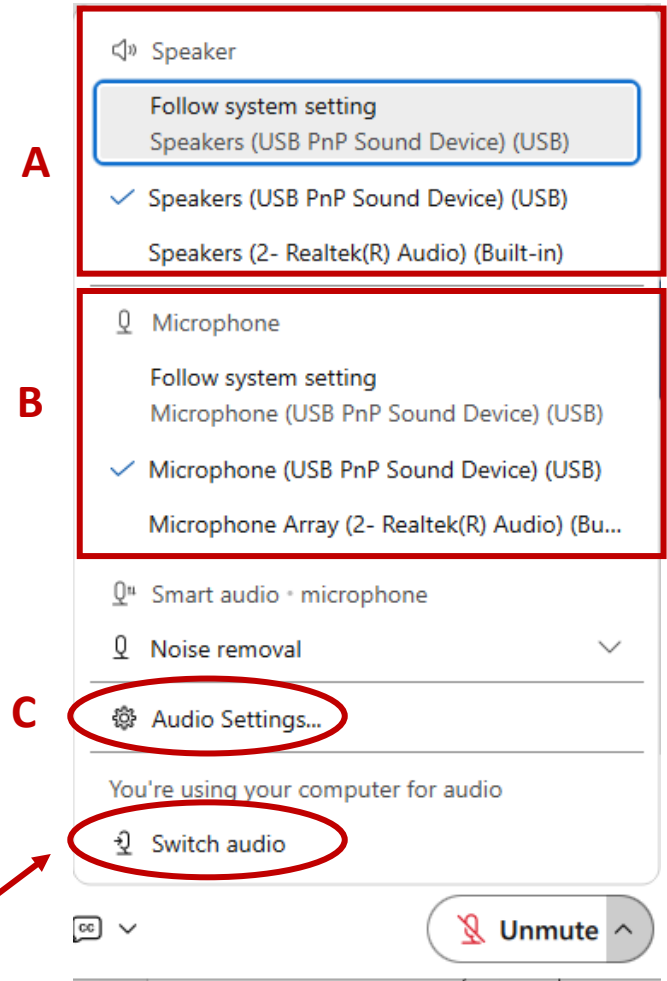 Speaker
Follow system setting
Speakers (USB PnP Sound Device) (USB)
A
Speakers (USB PnP Sound Device) (USB)
Speakers (2- Realtek(R) Audio) (Built-in)
Microphone
Follow system setting
B
Microphone (USB PnP Sound Device) (USB)
Microphone (USB PnP Sound Device) (USB)
Microphone Array (2- Realtek(R) Audio) (Bu...
Smart audio • microphone
Noise removal
C
Audio Settings...
You're using your computer for audio
Switch audio
CC
Unmute